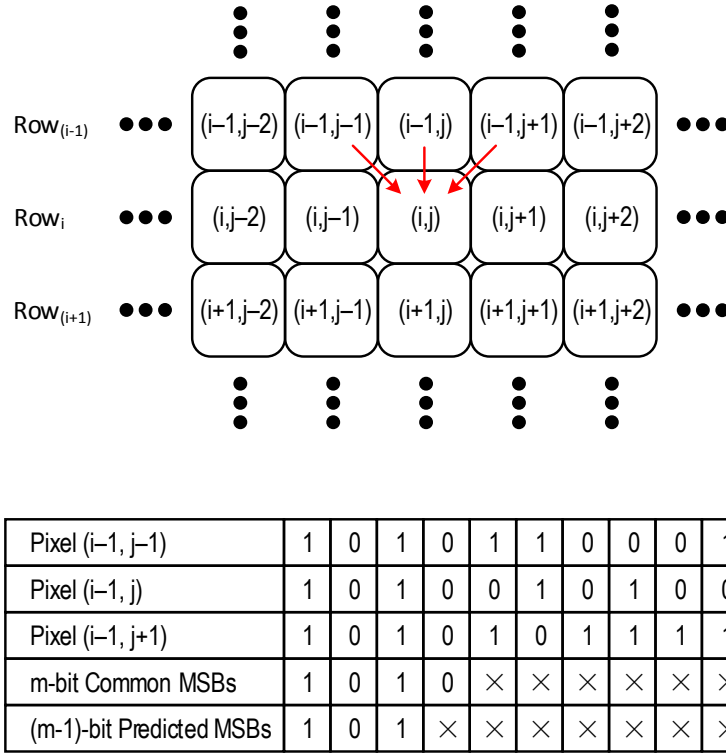 Row(i-1) (i–1,j–2) (i–1,j–1) (i–1,j) (i–1,j+1) (i–1,j+2)
Rowi (i,j–2) (i,j–1) (i,j) (i,j+1) (i,j+2)
Row(i+1) (i+1,j–2) (i+1,j–1) (i+1,j) (i+1,j+1) (i+1,j+2)
Pixel (i–1, j–1) 1 0 1 0 1 1 0 0 0 1
Pixel (i–1, j) 1 0 1 0 0 1 0 1 0 0
Pixel (i–1, j+1) 1 0 1 0 1 0 1 1 1 1
m-bit Common MSBs 1 0 1 0 × × × × × ×
(m-1)-bit Predicted MSBs 1 0 1 × × × × × × ×